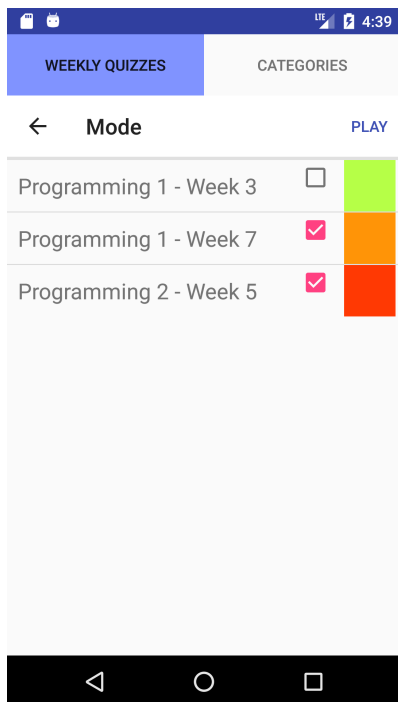 LTE 4:39
WEEKLY QUIZZES CATEGORIES
Mode PLAY
Programming 1 - Week 3
Programming 1 - Week 7
Programming 2 - Week 5